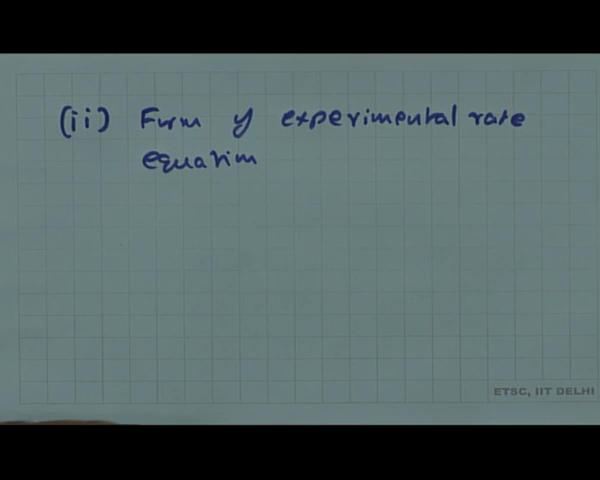 (ii) Form of experimental rate
equation
ETSC, IIT DELHI